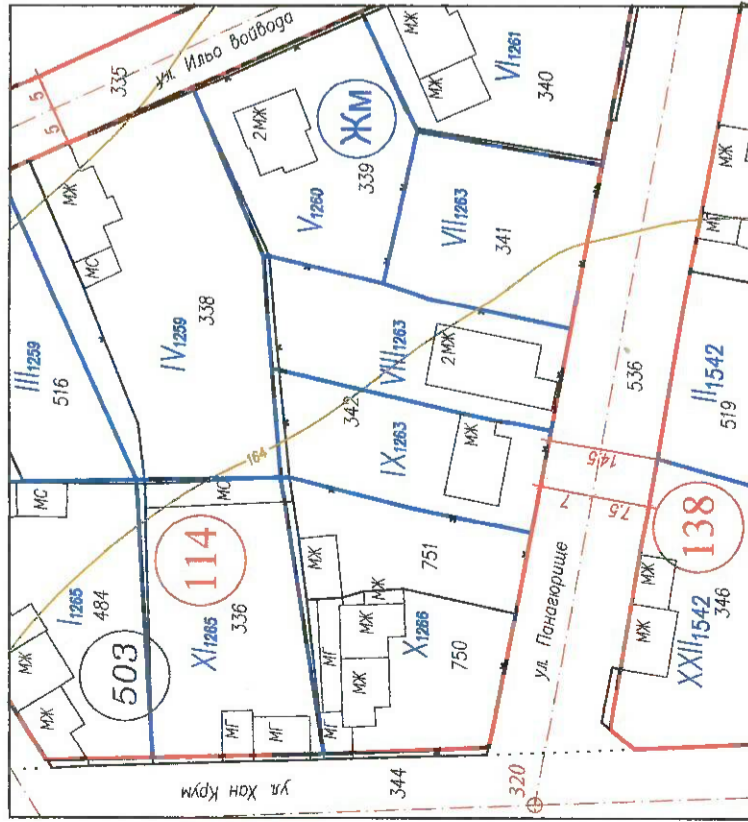 5
5
335
ул. Ильо войвода
МЖ
МС
III1259
516
IV1259
338
2МЖ
ЖМ
V1260
339
МЖ
МЖ
VI1261
340
VII1263
341
VIII1263
342
2МЖ
IX1263
МЖ
164
МС
МС
I1265
484
114
МЖ
МЖ
503
XI1265
336
МГ
МГ
МГ
МГ
МЖ
МЖ
МЖ
МЖ
X1266
750
751
ул. Хан Крум
344
320
ул. Панагюрище
7
7.5
14.5
536
МЖ
II1542
519
138
МЖ
МЖ
XXII1542
346